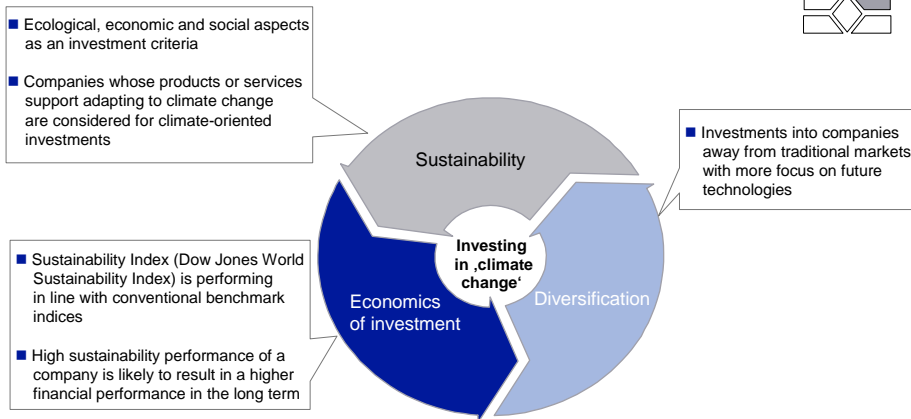 ■ Ecological, economic and social aspects
as an investment criteria
■ Companies whose products or services
support adapting to climate change
are considered for climate-oriented
investments
Sustainability
■ Investments into companies
away from traditional markets
with more focus on future
technologies
Investing
in ‚climate
change‘
■ Sustainability Index (Dow Jones World
Sustainability Index) is performing
in line with conventional benchmark
indices
■ High sustainability performance of a
company is likely to result in a higher
financial performance in the long term
Economics
of investment
Diversification